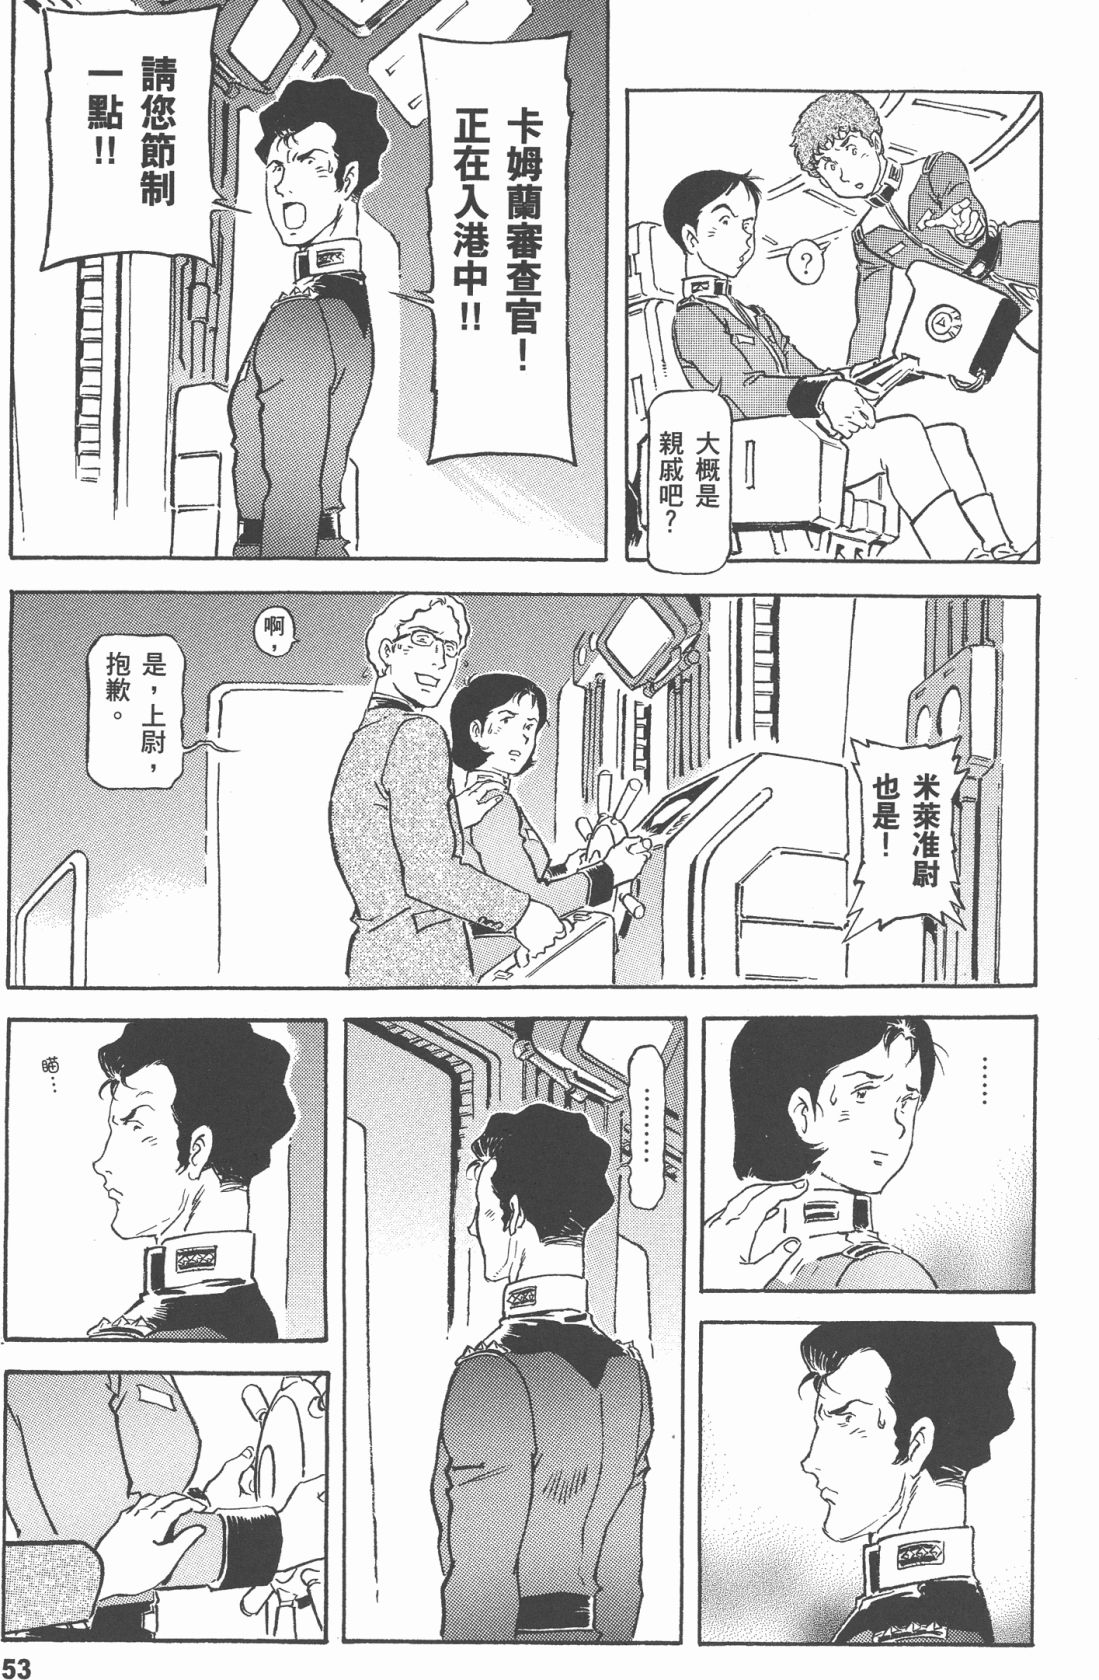 ?
大概是
親戚吧?
卡姆蘭審查官!
正在入港中!!
請您節制
一點!!
米萊准尉
也是!
啊,
是,上尉,
抱歉。
……
………
瞄…
53